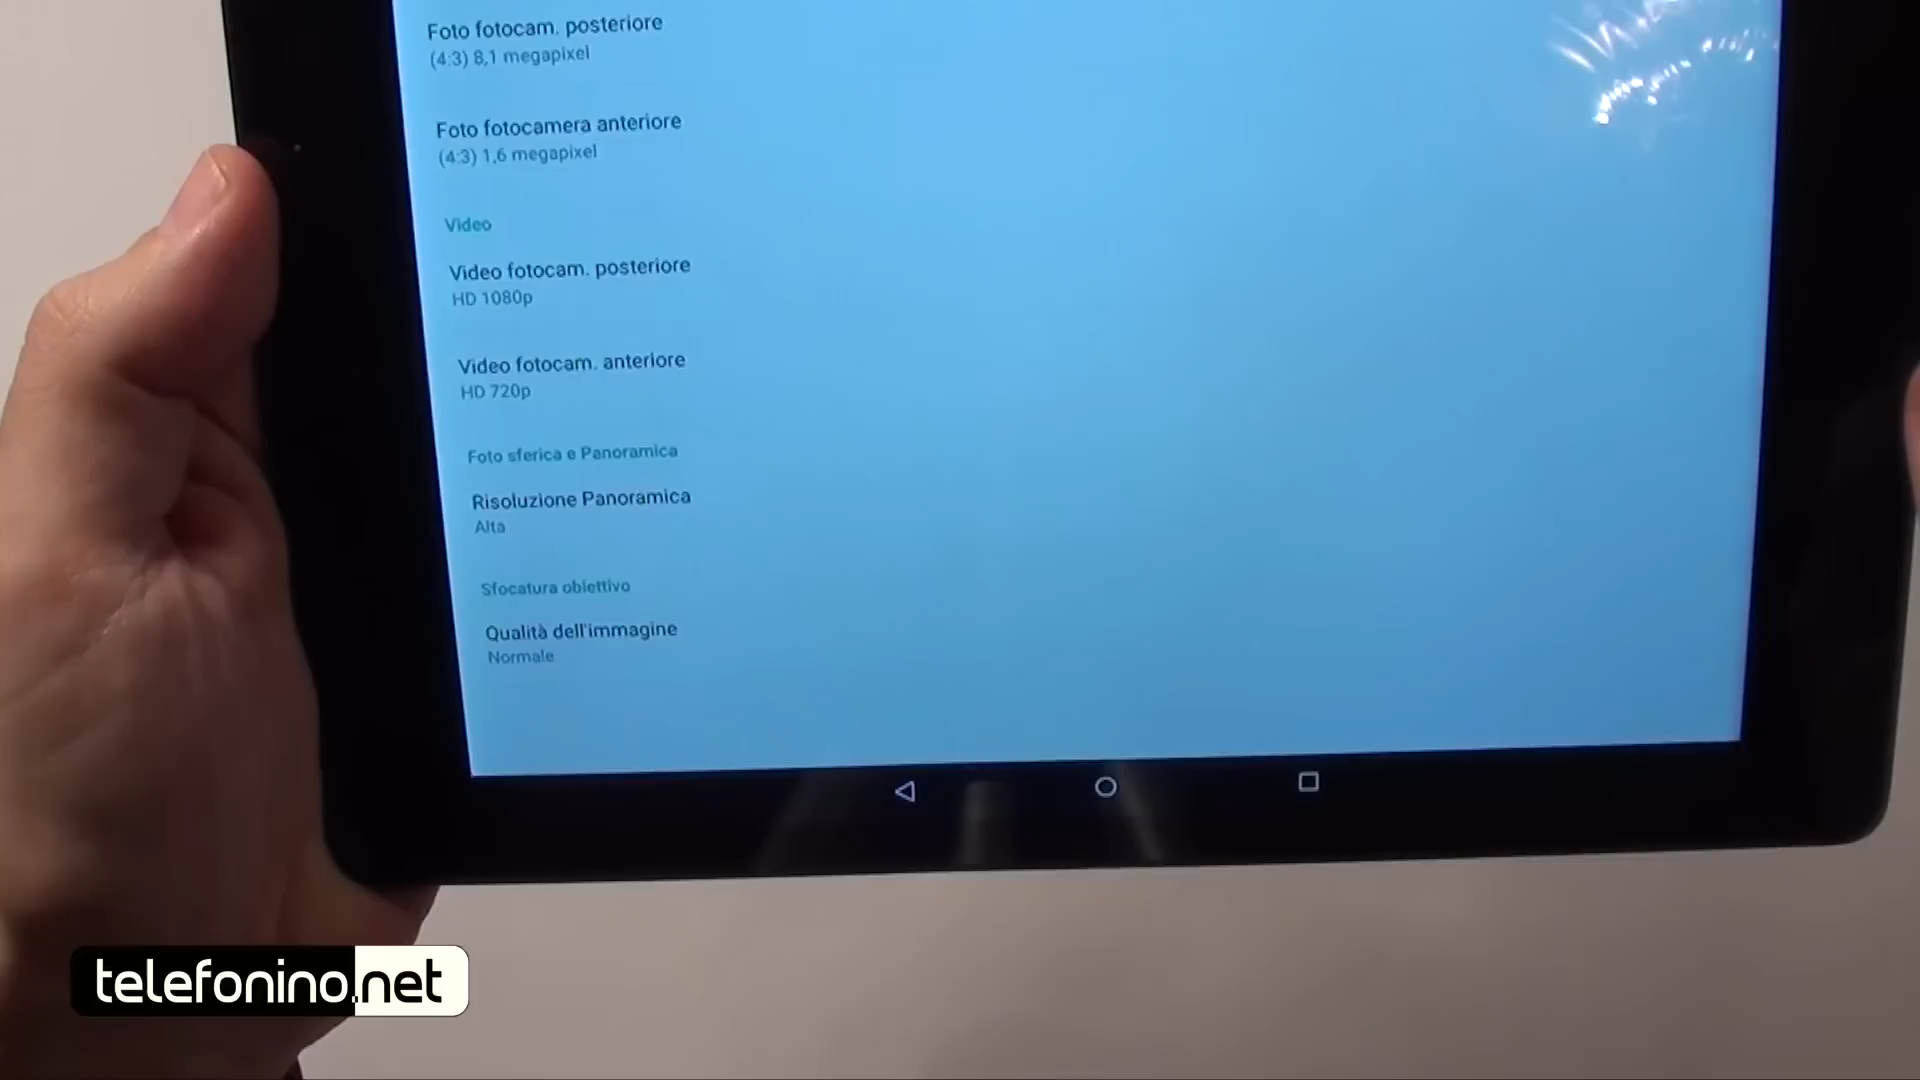 Foto fotocam. posteriore
(4:3) 8,1 megapixel
Foto fotocamera anteriore
(4:3) 1,6 megapixel
Video
Video fotocam. posteriore
HD 1080p
Video fotocam. anteriore
HD 720p
Foto sferica e Panoramica
Risoluzione Panoramica
Alta
Sfocatura obiettivo
Qualità dell'immagine
Normale
telefonino.net